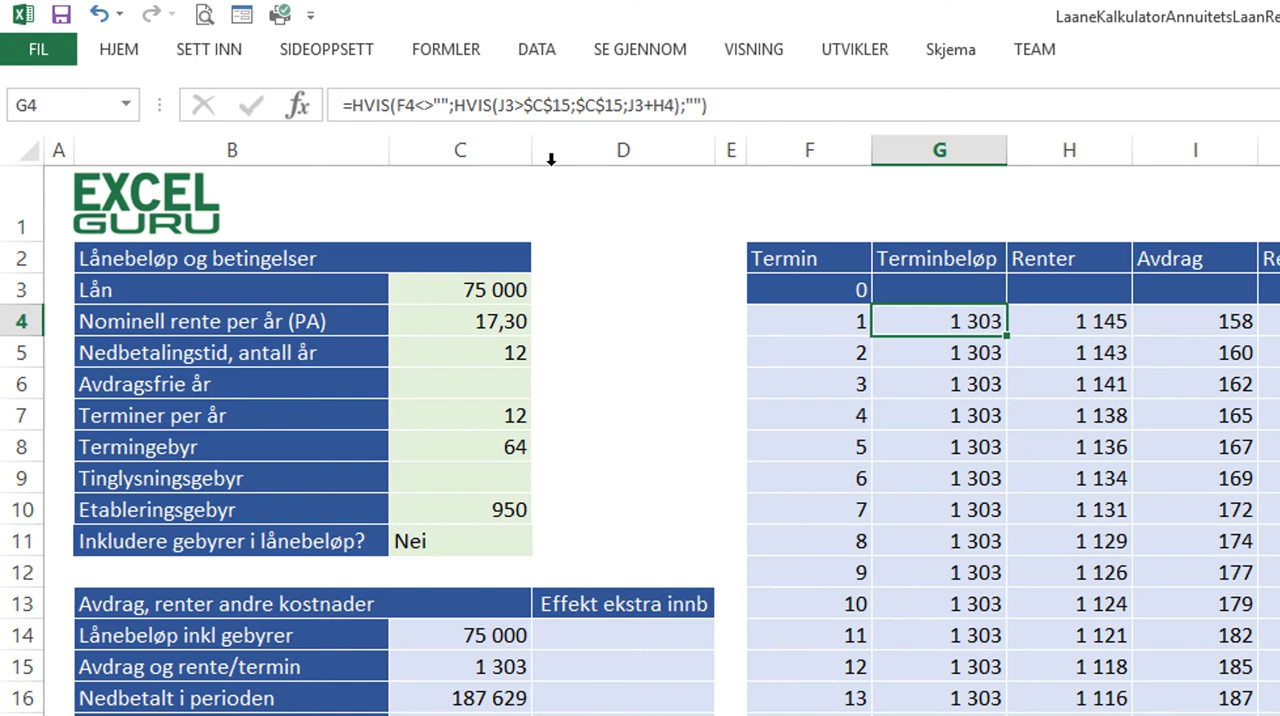 LaaneKalkulatorAnnuitetsLaanRe
FIL HJEM SETT INN SIDEOPPSETT FORMLER DATA SE GJENNOM VISNING UTVIKLER Skjema TEAM
G4 fx =HVIS(F4<>"";HVIS(J3>$C$15;$C$15;J3+H4);"")
A B C D E F G H I
EXCEL
GURU
1
2 Lånebeløp og betingelser Termin Terminbeløp Renter Avdrag Re
3 Lån 75 000 0
4 Nominell rente per år (PA) 17,30 1 1 303 1 145 158
5 Nedbetalingstid, antall år 12 2 1 303 1 143 160
6 Avdragsfrie år 3 1 303 1 141 162
7 Terminer per år 12 4 1 303 1 138 165
8 Termingebyr 64 5 1 303 1 136 167
9 Tinglysningsgebyr 6 1 303 1 134 169
10 Etableringsgebyr 950 7 1 303 1 131 172
11 Inkludere gebyrer i lånebeløp? Nei 8 1 303 1 129 174
12 9 1 303 1 126 177
13 Avdrag, renter andre kostnader Effekt ekstra innb 10 1 303 1 124 179
14 Lånebeløp inkl gebyrer 75 000 11 1 303 1 121 182
15 Avdrag og rente/termin 1 303 12 1 303 1 118 185
16 Nedbetalt i perioden 187 629 13 1 303 1 116 187